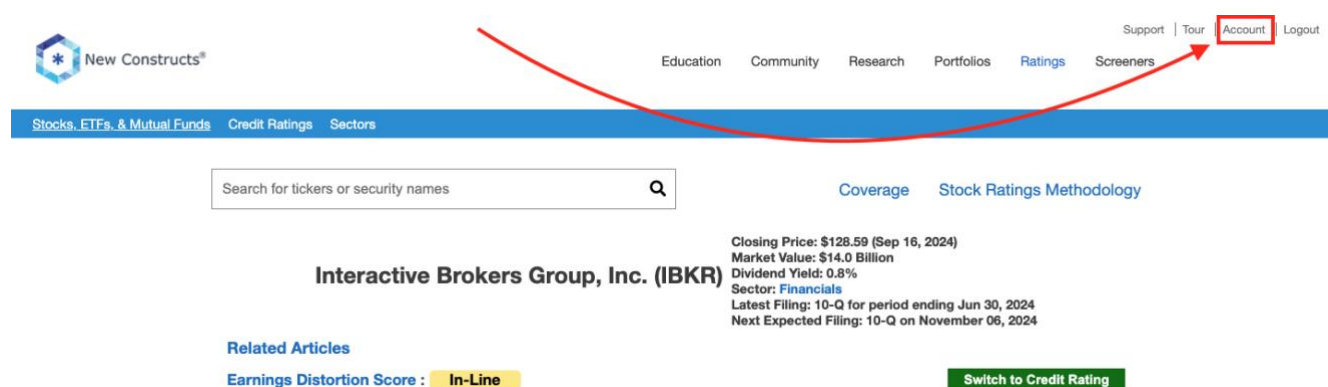 Support | Tour | Account | Logout
New Constructs®
Education Community Research Portfolios Ratings Screeners
Stocks, ETFs, & Mutual Funds Credit Ratings Sectors
Search for tickers or security names
Coverage Stock Ratings Methodology
Interactive Brokers Group, Inc. (IBKR)
Closing Price: $128.59 (Sep 16, 2024)
Market Value: $14.0 Billion
Dividend Yield: 0.8%
Sector: Financials
Latest Filing: 10-Q for period ending Jun 30, 2024
Next Expected Filing: 10-Q on November 06, 2024
Related Articles
Earnings Distortion Score : In-Line
Switch to Credit Rating